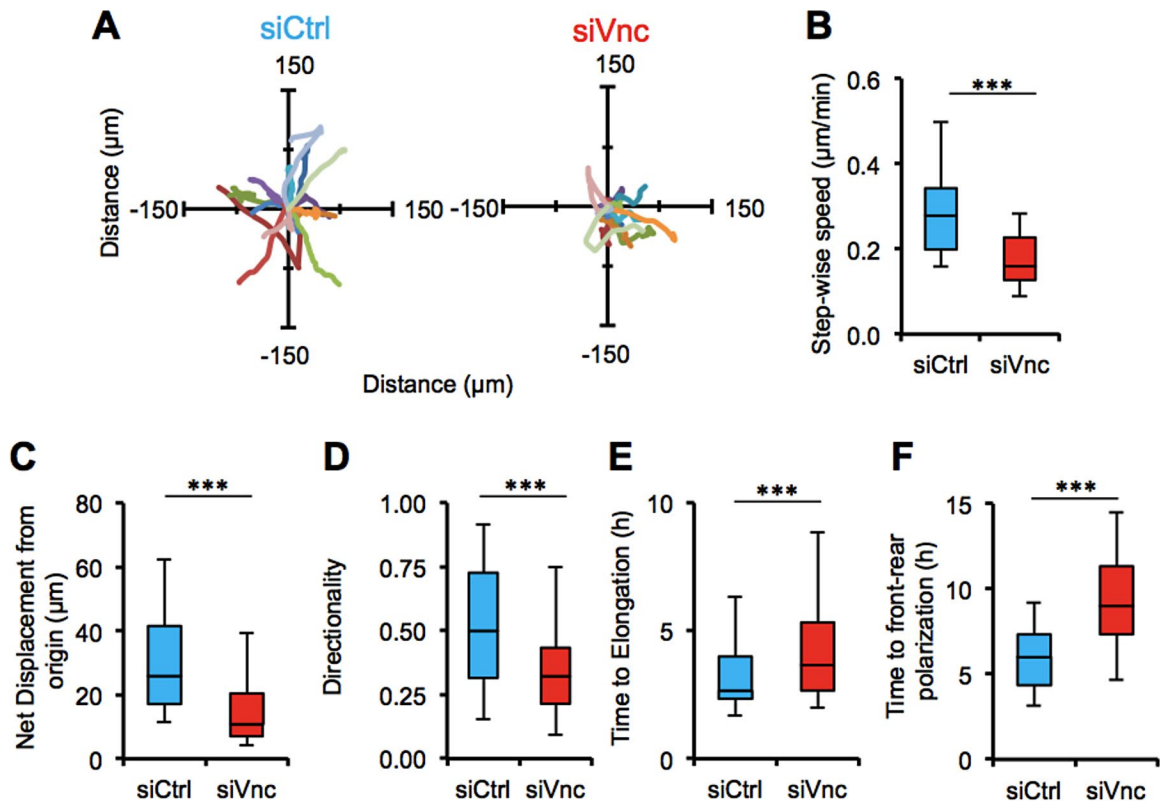 A
siCtrl
siVnc
150
150
Distance (µm)
-150
150
-150
150
-150
-150
Distance (µm)
B
Step-wise speed (µm/min)
0.6
0.4
0.2
0.0
***
siCtrl
siVnc
C
Net Displacement from
origin (µm)
80
60
40
20
0
***
siCtrl
siVnc
D
Directionality
1.00
0.75
0.50
0.25
0.00
***
siCtrl
siVnc
E
Time to Elongation (h)
10
5
0
***
siCtrl
siVnc
F
Time to front-rear
polarization (h)
15
10
5
0
***
siCtrl
siVnc